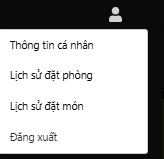 Thông tin cá nhân
Lịch sử đặt phòng
Lịch sử đặt món
Đăng xuất